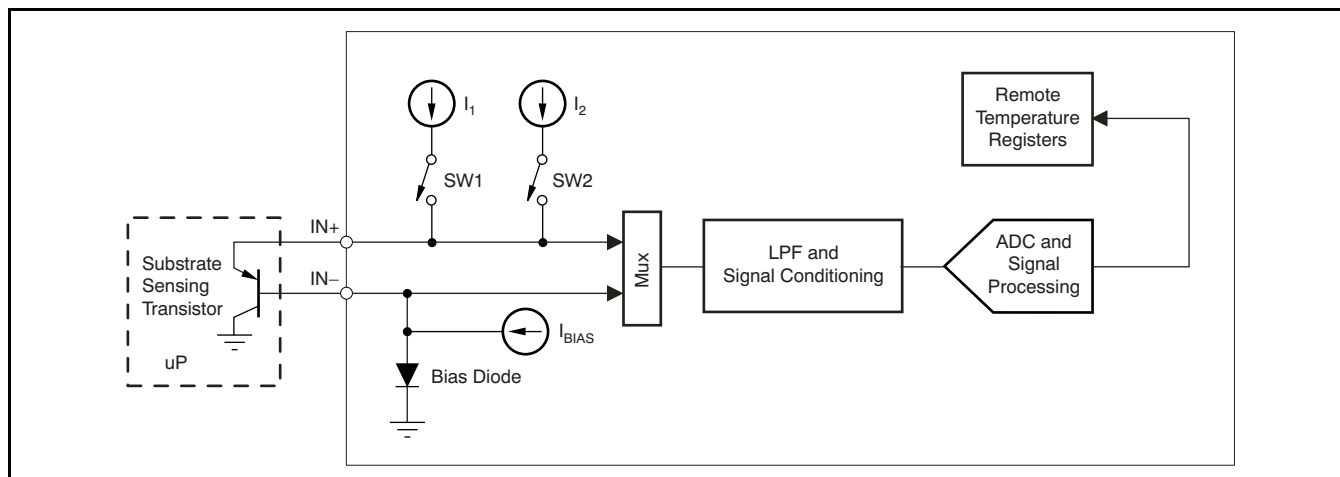 I1
I2
SW1
SW2
Remote
Temperature
Registers
IN+
IN−
Substrate
Sensing
Transistor
uP
Mux
LPF and
Signal Conditioning
ADC and
Signal
Processing
IBIAS
Bias Diode